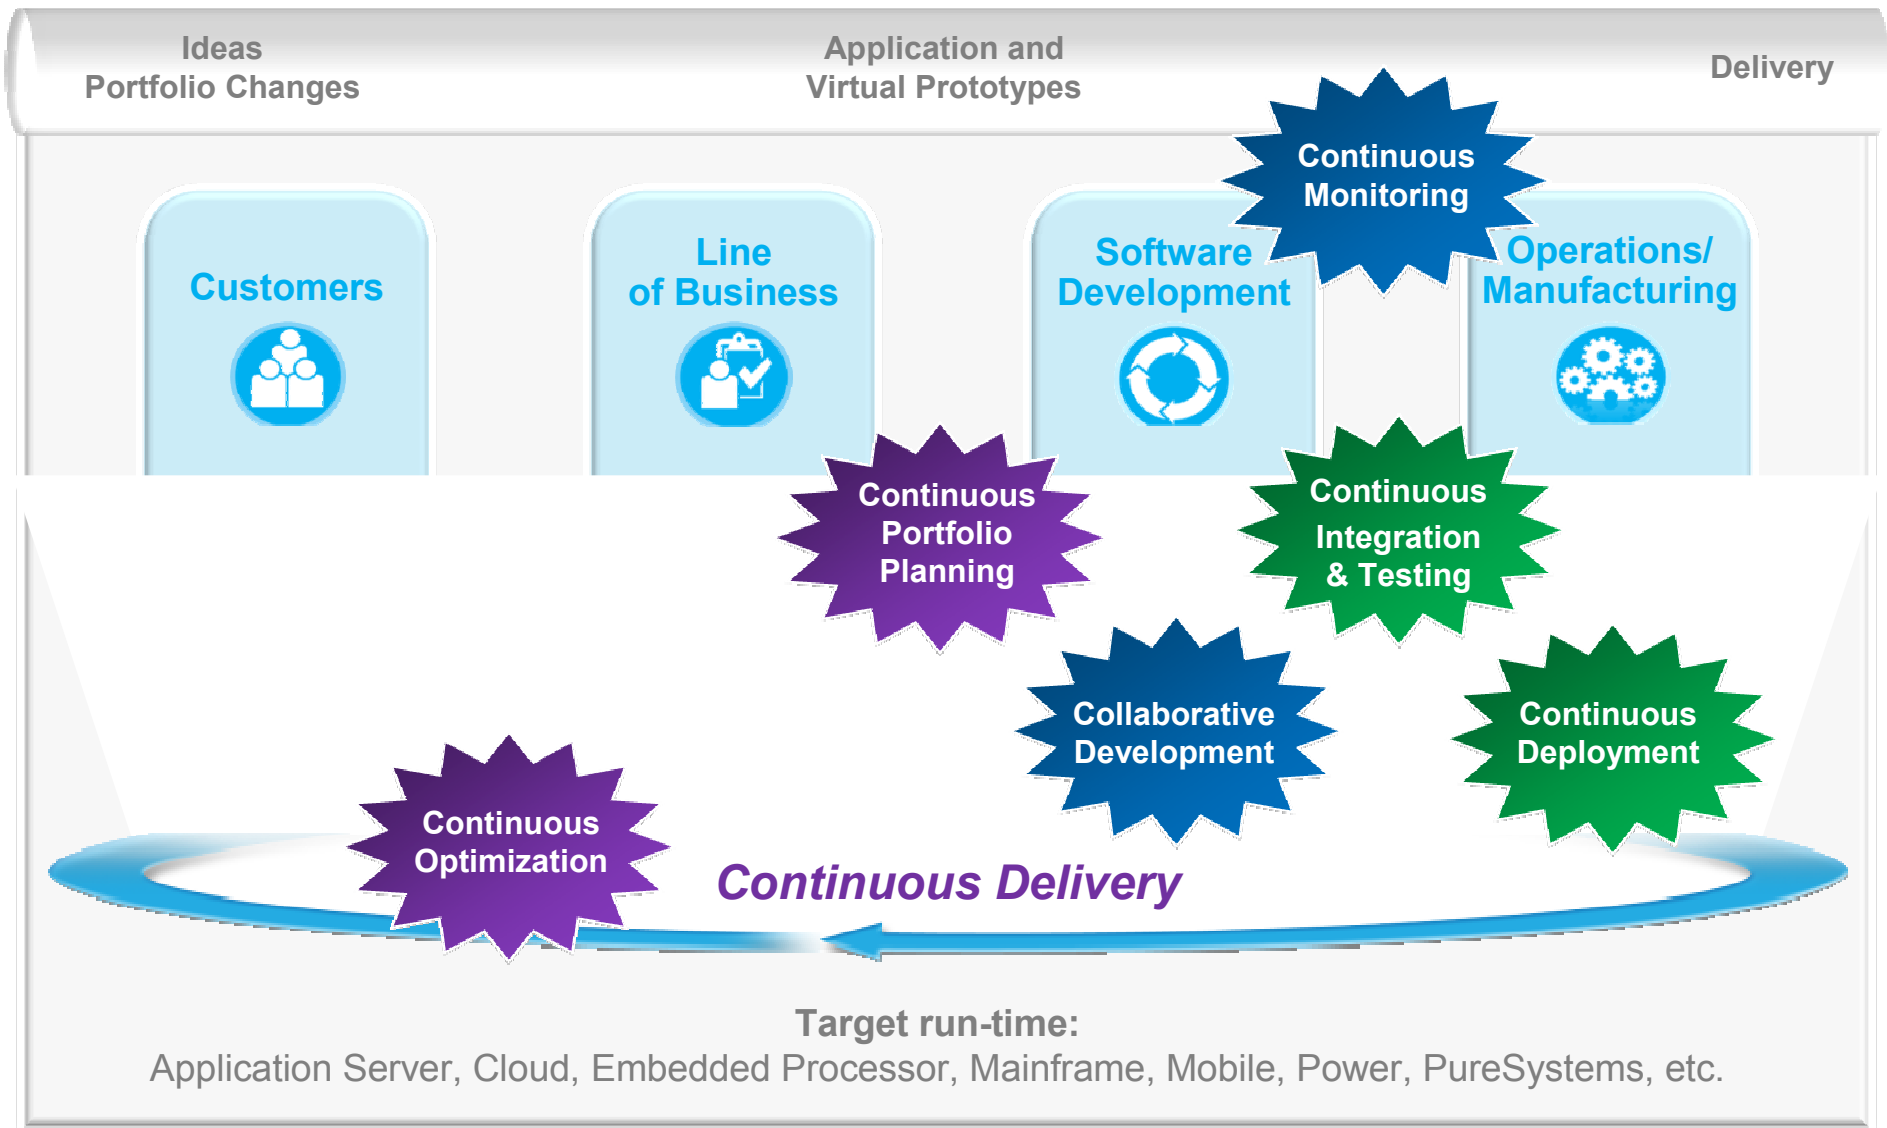 Ideas
Portfolio Changes
Application and
Virtual Prototypes
Delivery
Continuous
Monitoring
Customers
Line
of Business
Software
Development
Operations/
Manufacturing
Continuous
Portfolio
Planning
Continuous
Integration
& Testing
Collaborative
Development
Continuous
Deployment
Continuous
Optimization
Continuous Delivery
Target run-time:
Application Server, Cloud, Embedded Processor, Mainframe, Mobile, Power, PureSystems, etc.